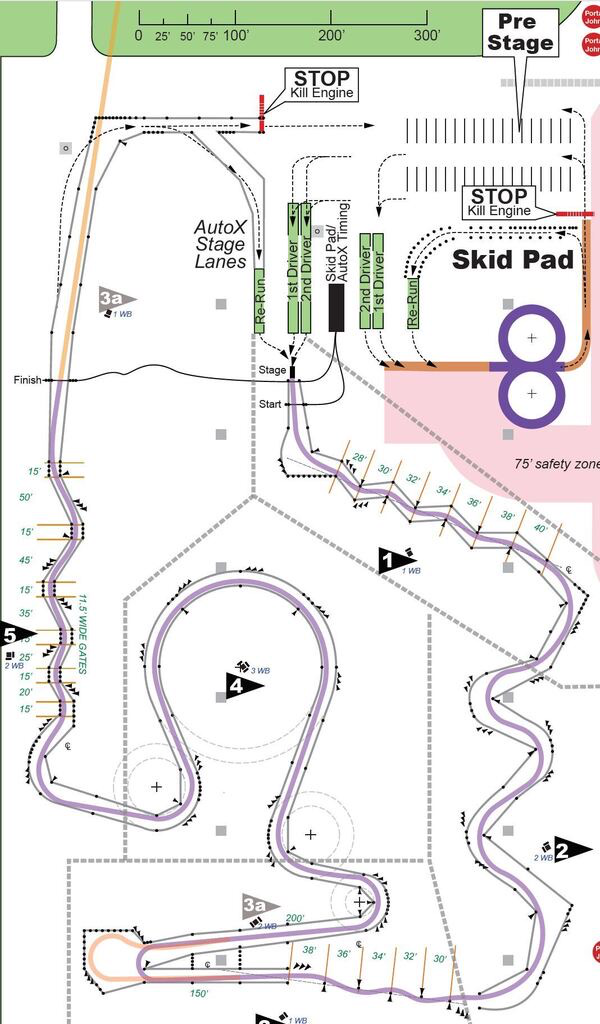 Pre
Stage
Porta
John
Porta
John
0 25' 50' 75' 100' 200' 300'
STOP
Kill Engine
STOP
Kill Engine
AutoX
Stage
Lanes
Re-Run
1st Driver
2nd Driver
Skid Pad/
AutoX Timing
2nd Driver
1st Driver
Re-Run
Skid Pad
3a
1 WB
Finish
Stage
Start
75' safety zone
28'
30'
32'
34'
36'
38'
40'
15'
50'
15'
45'
15'
35'
15'
25'
15'
20'
15'
11.5' WIDE GATES
1
1 WB
5
2 WB
3 WB
4
2
2 WB
3a
2 WB
200'
38'
36'
34'
32'
30'
150'
1 WB